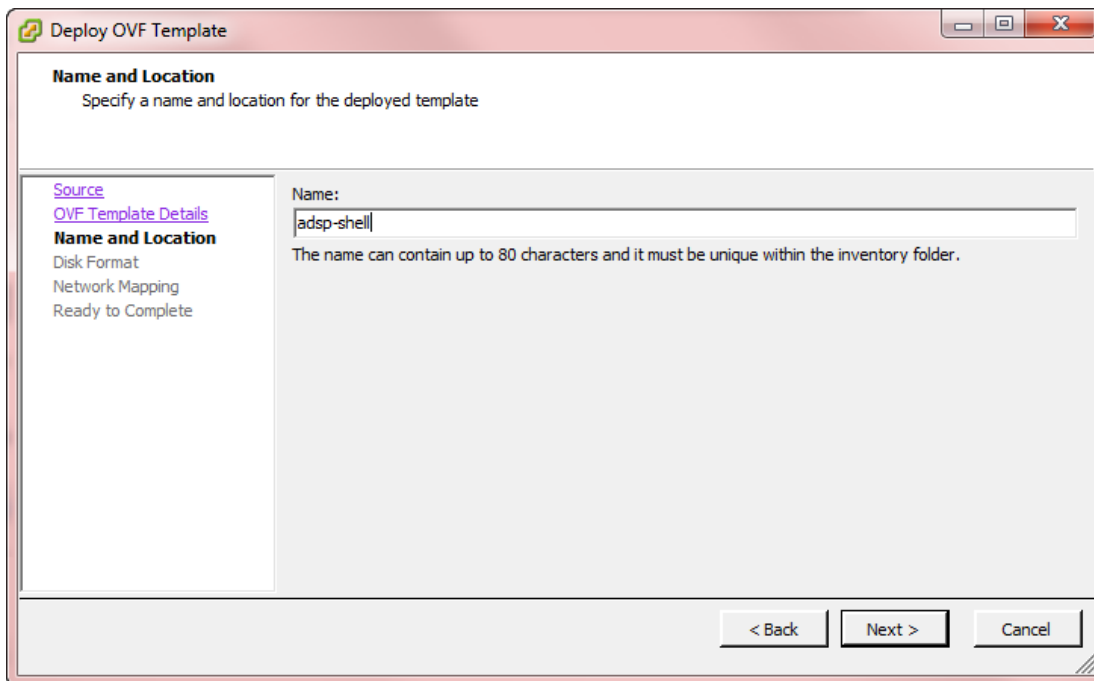 Deploy OVF Template
Name and Location
Specify a name and location for the deployed template
Source
OVF Template Details
Name and Location
Disk Format
Network Mapping
Ready to Complete
Name:
adsp-shell
The name can contain up to 80 characters and it must be unique within the inventory folder.
< Back
Next >
Cancel